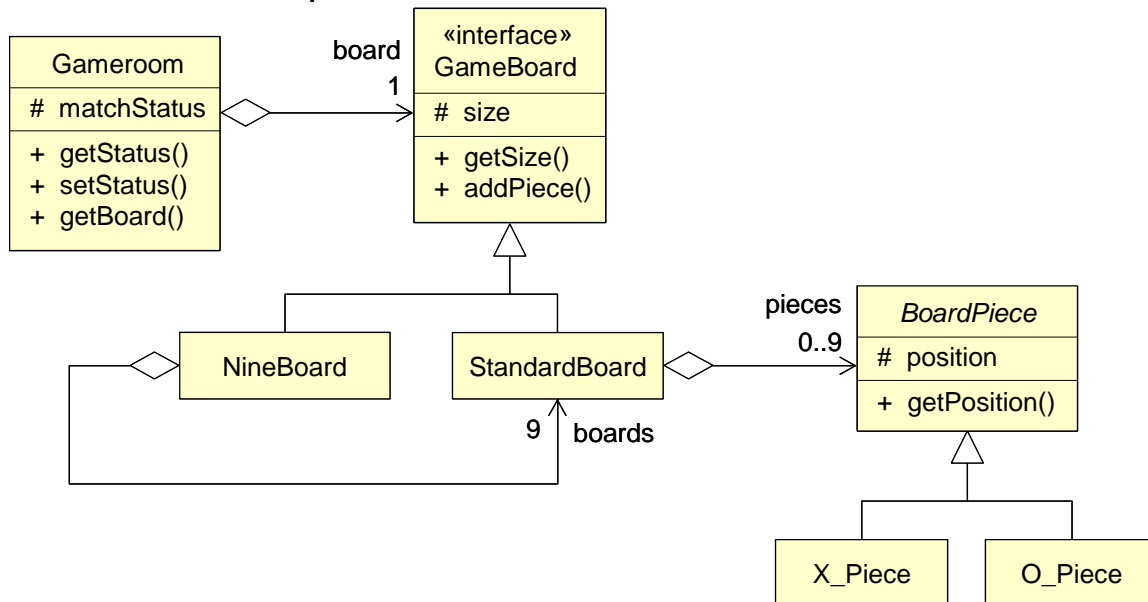 Gameroom
# matchStatus
+ getStatus()
+ setStatus()
+ getBoard()
board
1
«interface»
GameBoard
# size
+ getSize()
+ addPiece()
NineBoard
StandardBoard
9 boards
pieces
0..9
BoardPiece
# position
+ getPosition()
X_Piece
O_Piece